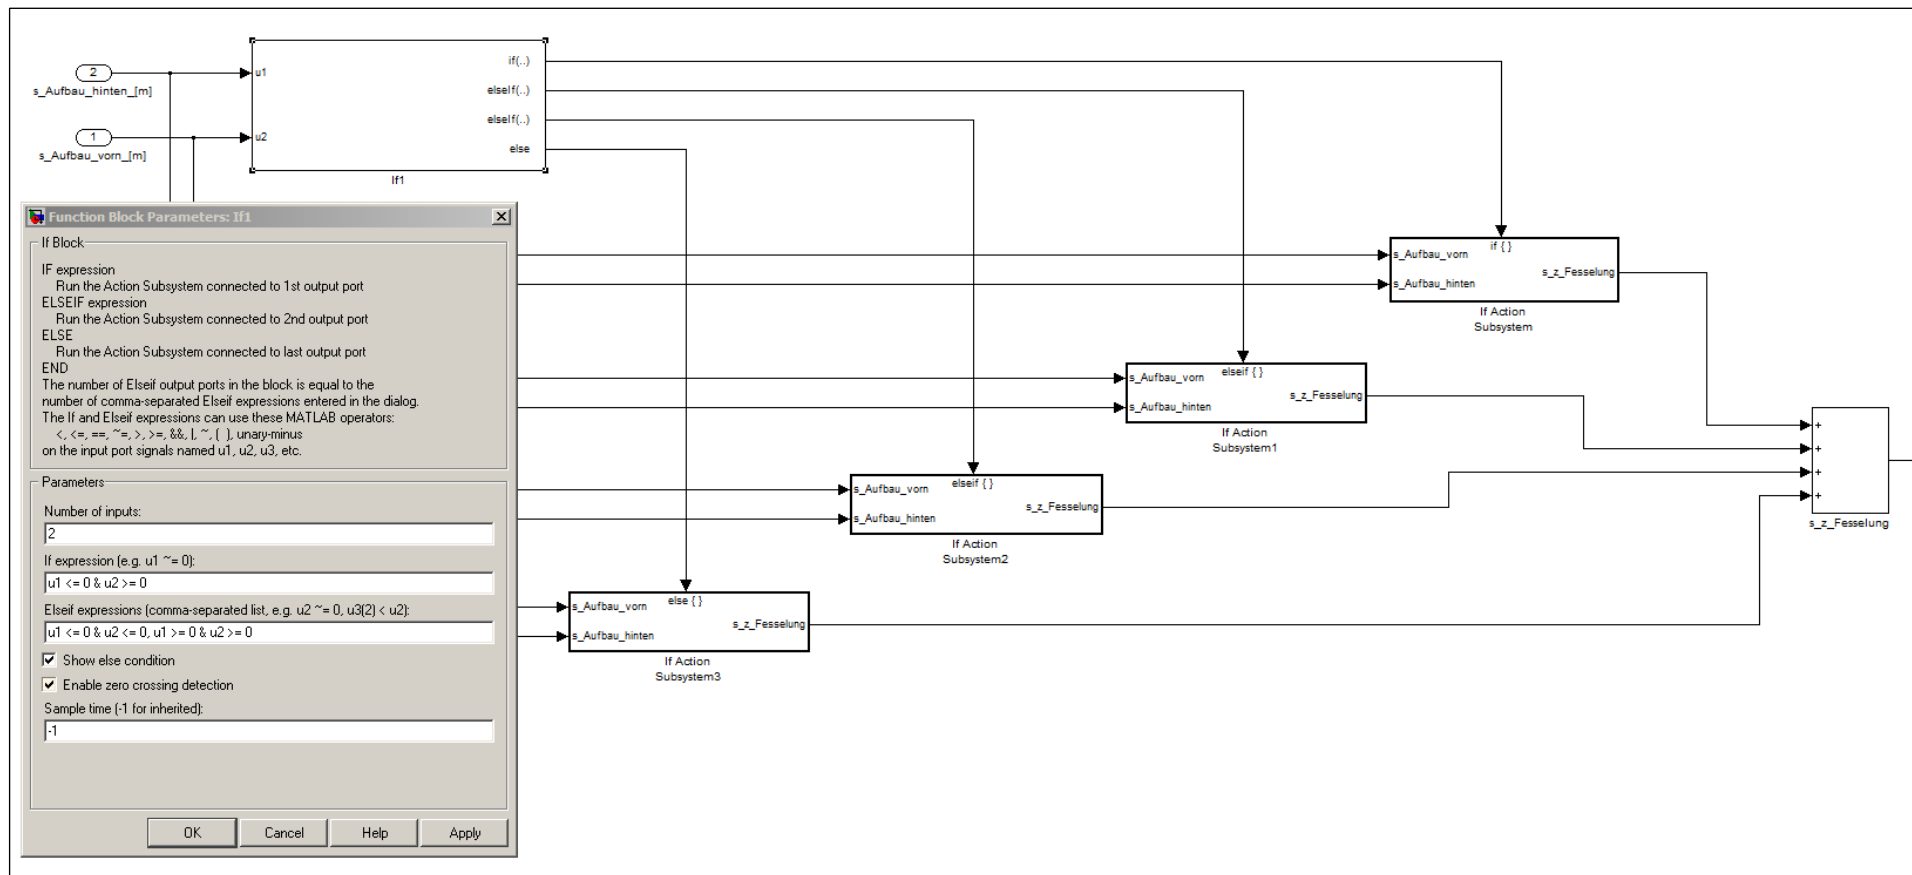 2
s_Aufbau_hinten_[m]
1
s_Aufbau_vorn_[m]
u1
u2
if(..)
elseif(..)
elseif(..)
else
If1
Function Block Parameters: If1
If Block
IF expression
Run the Action Subsystem connected to 1st output port
ELSEIF expression
Run the Action Subsystem connected to 2nd output port
ELSE
Run the Action Subsystem connected to last output port
END
The number of Elseif output ports in the block is equal to the
number of comma-separated Elseif expressions entered in the dialog.
The If and Elseif expressions can use these MATLAB operators:
<, <=, ==, ~=, >, >=, &&, |, ~, ( ), unary-minus
on the input port signals named u1, u2, u3, etc.
Parameters
Number of inputs:
2
If expression (e.g. u1 ~= 0):
u1 <= 0 & u2 >= 0
Elseif expressions (comma-separated list, e.g. u2 ~= 0, u3(2) < u2):
u1 <= 0 & u2 <= 0, u1 >= 0 & u2 >= 0
Show else condition
Enable zero crossing detection
Sample time (-1 for inherited):
-1
OK Cancel Help Apply
if { }
s_Aufbau_vorn
s_Aufbau_hinten
s_z_Fesselung
If Action
Subsystem
elseif { }
s_Aufbau_vorn
s_Aufbau_hinten
s_z_Fesselung
If Action
Subsystem1
elseif { }
s_Aufbau_vorn
s_Aufbau_hinten
s_z_Fesselung
If Action
Subsystem2
else { }
s_Aufbau_vorn
s_Aufbau_hinten
s_z_Fesselung
If Action
Subsystem3
+
+
+
+
s_z_Fesselung